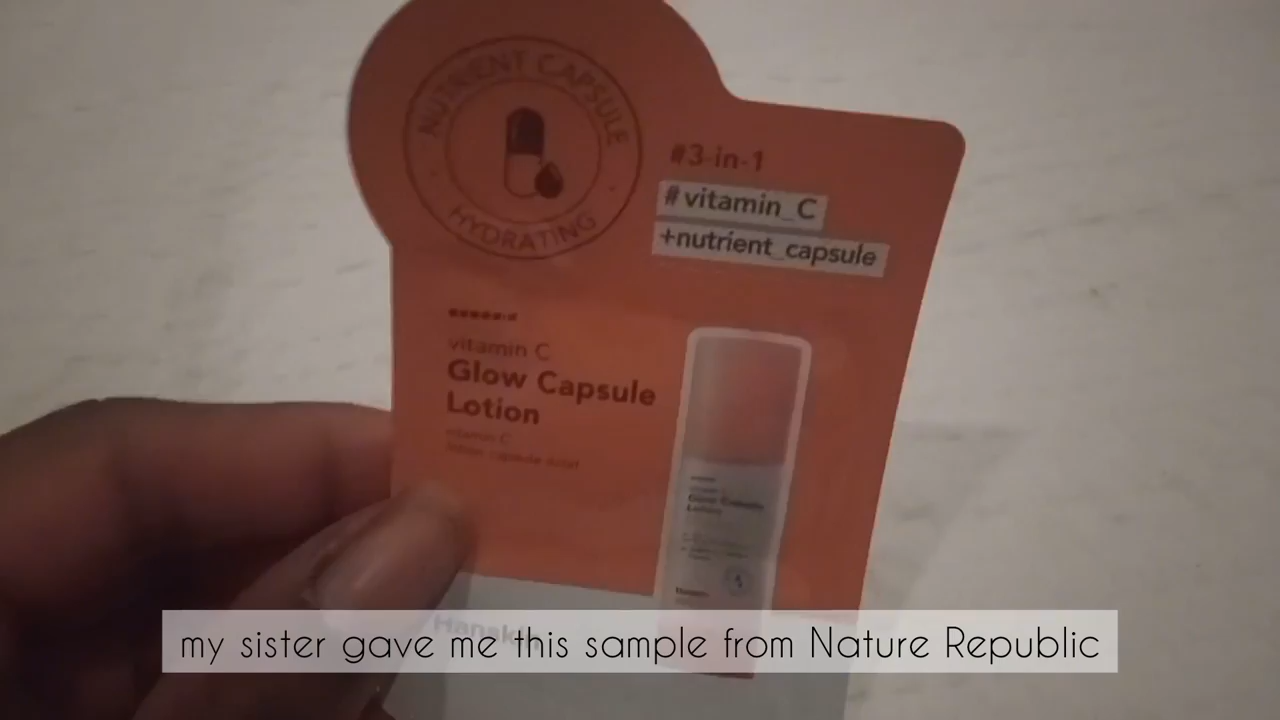 NUTRIENT CAPSULE
HYDRATING
#3-in-1
#vitamin_C
+nutrient_capsule
vitamin C
Glow Capsule
Lotion
vitamin C
Glow Capsule
Lotion
Hanskin
my sister gave me this sample from Nature Republic